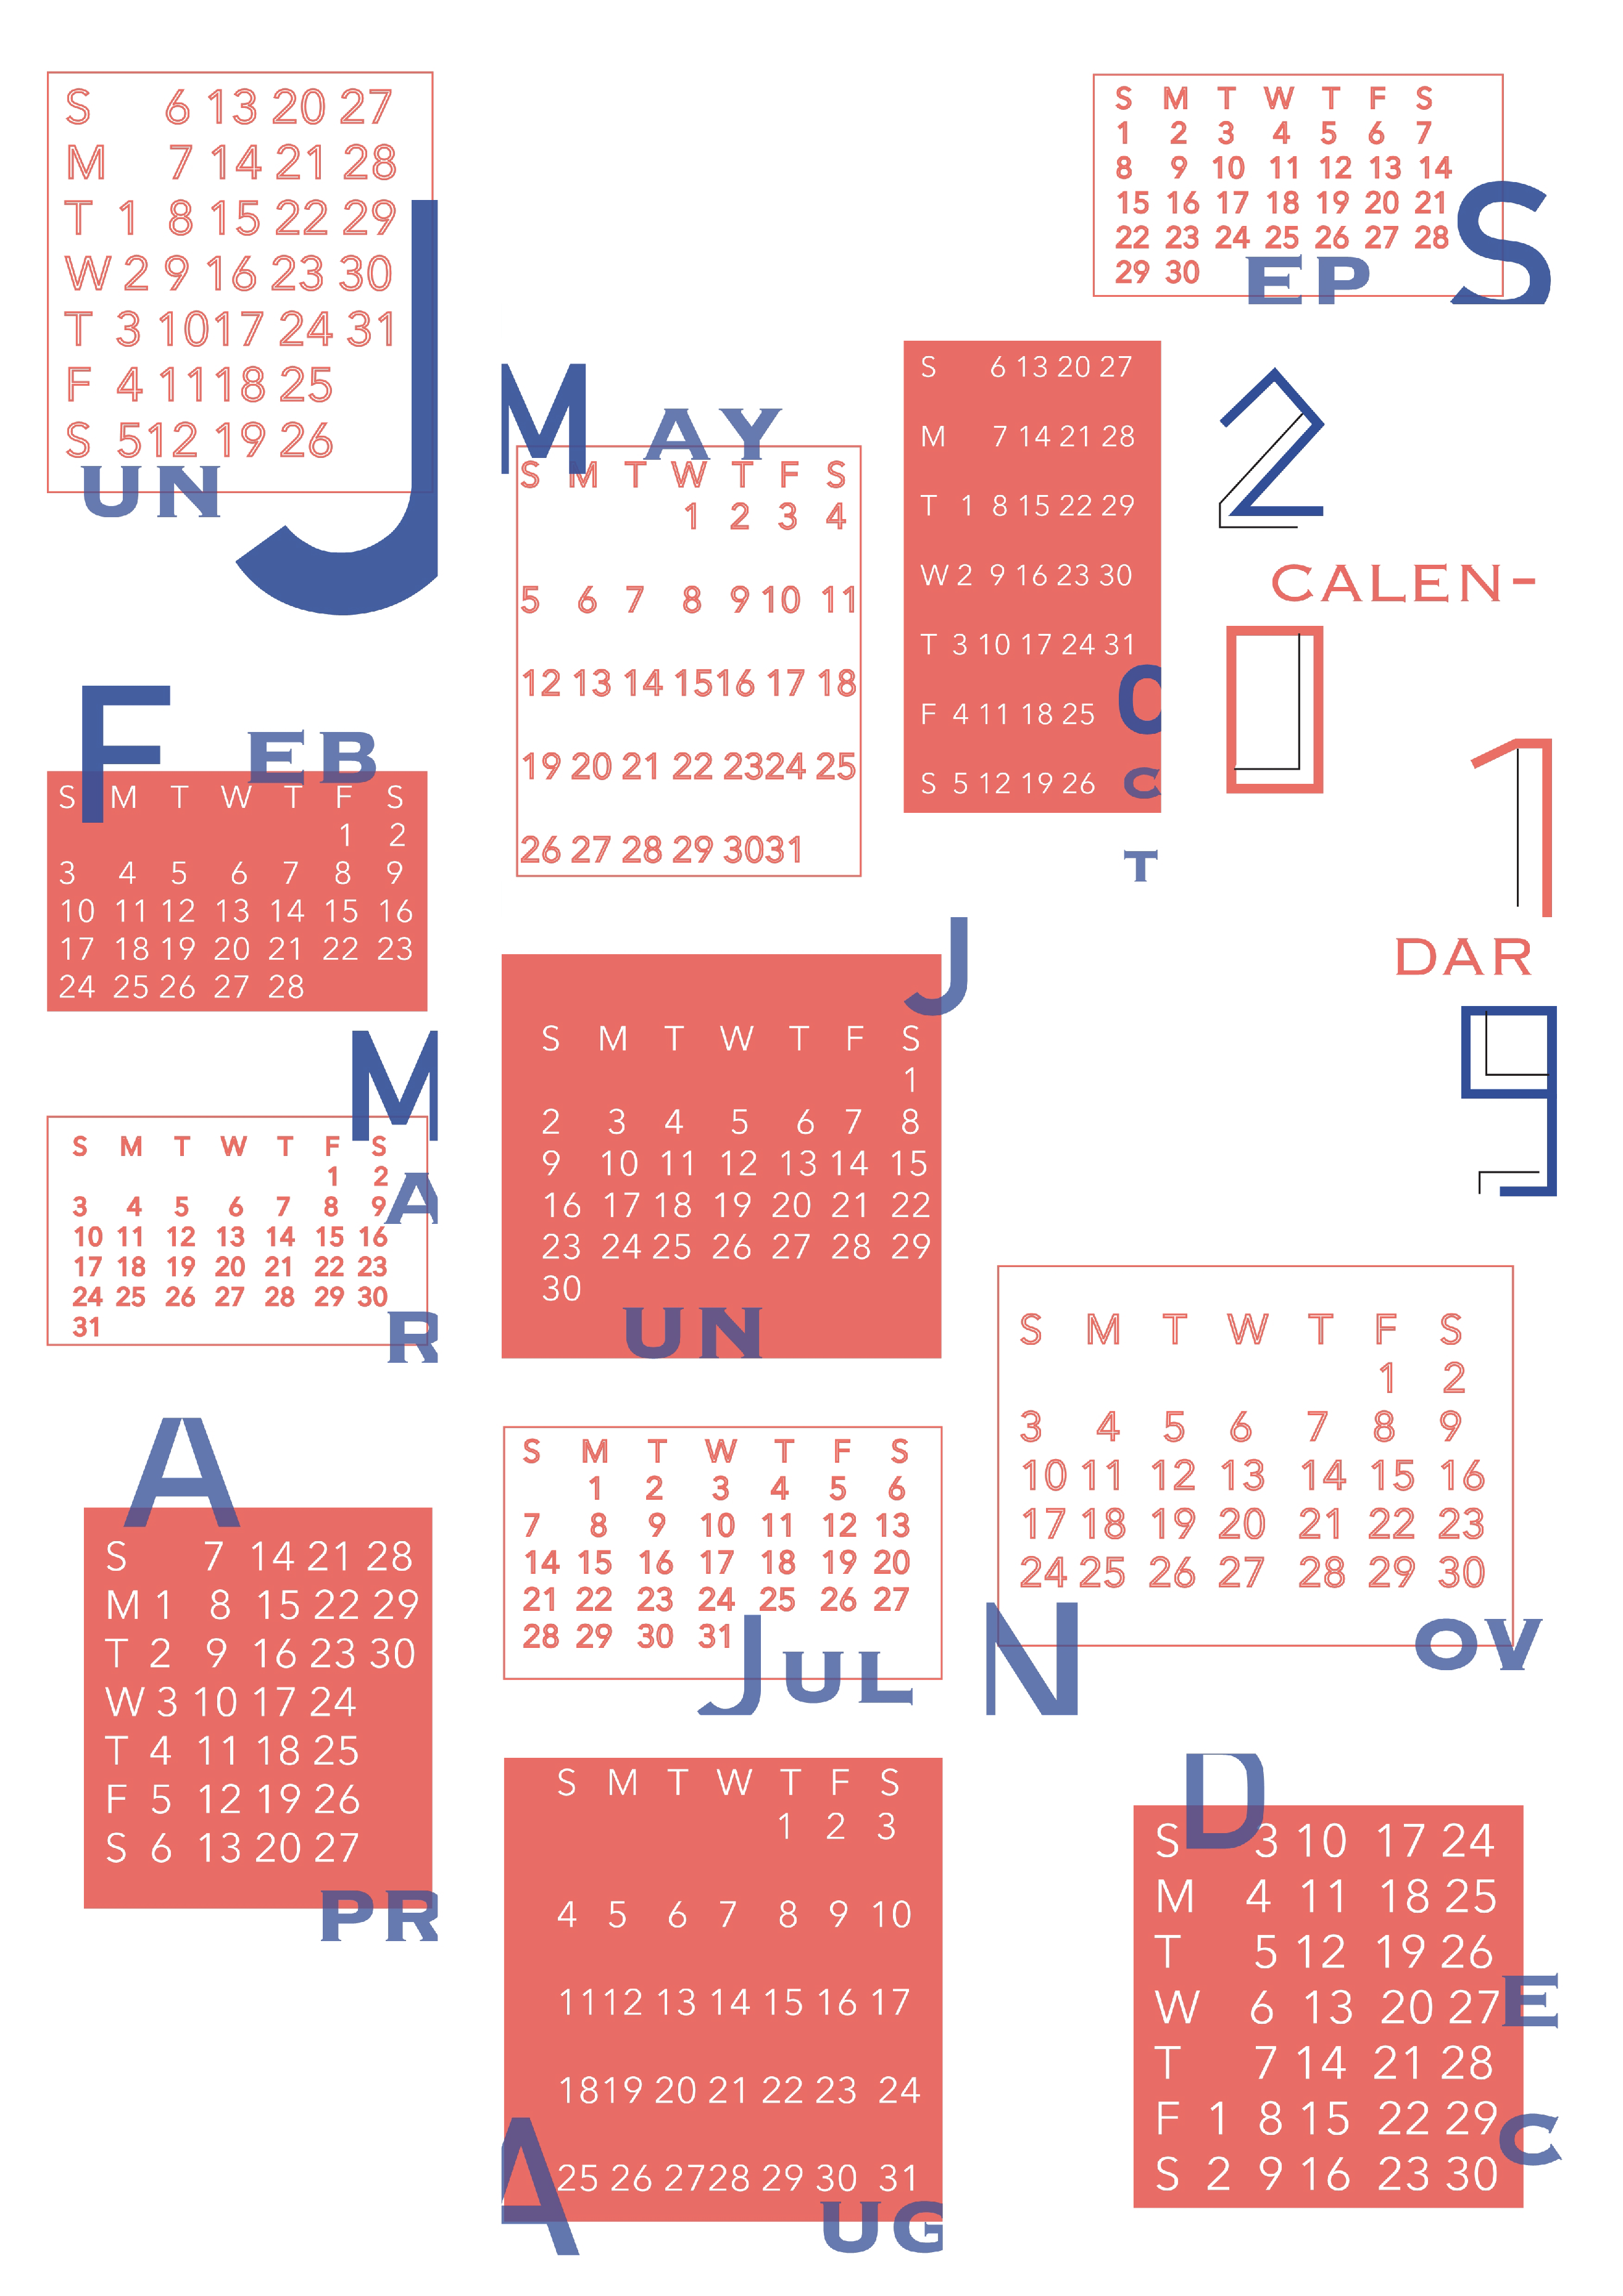 S 6 13 20 27
M 7 14 21 28
T 1 8 15 22 29
W 2 9 16 23 30
T 3 10 17 24 31
F 4 11 18 25
S 5 12 19 26
J
UN
F EB
S M T W T F S
1 2
3 4 5 6 7 8 9
10 11 12 13 14 15 16
17 18 19 20 21 22 23
24 25 26 27 28
M
A
R
S M T W T F S
1 2
3 4 5 6 7 8 9
10 11 12 13 14 15 16
17 18 19 20 21 22 23
24 25 26 27 28 29 30
31
A
S 7 14 21 28
M 1 8 15 22 29
T 2 9 16 23 30
W 3 10 17 24
T 4 11 18 25
F 5 12 19 26
S 6 13 20 27
PR
MAY
S M T W T F S
1 2 3 4
5 6 7 8 9 10 11
12 13 14 15 16 17 18
19 20 21 22 23 24 25
26 27 28 29 30 31
J
S M T W T F S
1
2 3 4 5 6 7 8
9 10 11 12 13 14 15
16 17 18 19 20 21 22
23 24 25 26 27 28 29
30
UN
S M T W T F S
1 2 3 4 5 6
7 8 9 10 11 12 13
14 15 16 17 18 19 20
21 22 23 24 25 26 27
28 29 30 31
JUL
S M T W T F S
1 2 3
4 5 6 7 8 9 10
11 12 13 14 15 16 17
18 19 20 21 22 23 24
25 26 27 28 29 30 31
A
UG
S M T W T F S
1 2 3 4 5 6 7
8 9 10 11 12 13 14
15 16 17 18 19 20 21
22 23 24 25 26 27 28
29 30
S
EP
S 6 13 20 27
M 7 14 21 28
T 1 8 15 22 29
W 2 9 16 23 30
T 3 10 17 24 31
F 4 11 18 25
S 5 12 19 26
O
C
T
2
CALEN-
0
1
DAR
9
S M T W T F S
1 2
3 4 5 6 7 8 9
10 11 12 13 14 15 16
17 18 19 20 21 22 23
24 25 26 27 28 29 30
N
OV
D
S 3 10 17 24
M 4 11 18 25
T 5 12 19 26
W 6 13 20 27
T 7 14 21 28
F 1 8 15 22 29
S 2 9 16 23 30
E
C